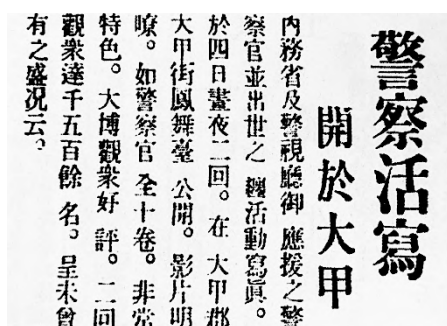 警察活寫
開於大甲
內務省及警視廳御應援之警
察官並出世之麴活動寫眞。
於四日晝夜二回。在大甲郡
大甲街鳳舞臺公開。影片明
瞭。如警察官全十卷。非常
特色。大博觀衆好評。二回
觀衆達千五百餘名。呈未曾
有之盛况云。